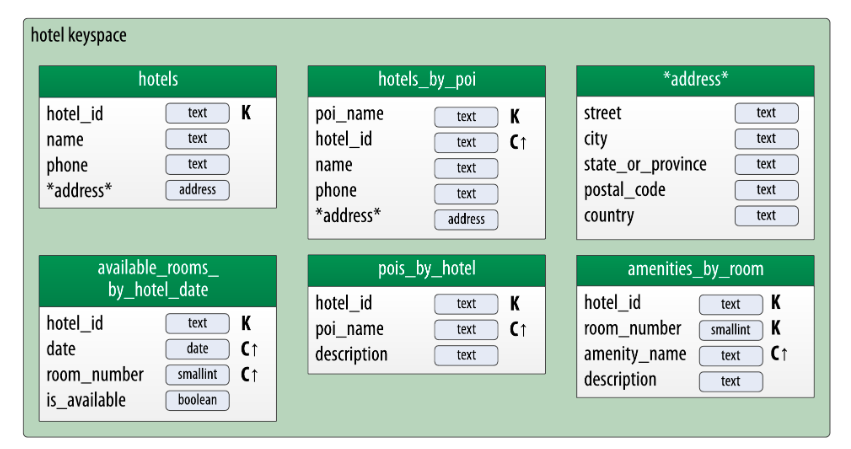 hotel keyspace
hotels
hotel_id text K
name text
phone text
*address* address
hotels_by_poi
poi_name text K
hotel_id text C↑
name text
phone text
*address* address
*address*
street text
city text
state_or_province text
postal_code text
country text
available_rooms_
by_hotel_date
hotel_id text K
date date C↑
room_number smallint C↑
is_available boolean
pois_by_hotel
hotel_id text K
poi_name text C↑
description text
amenities_by_room
hotel_id text K
room_number smallint K
amenity_name text C↑
description text